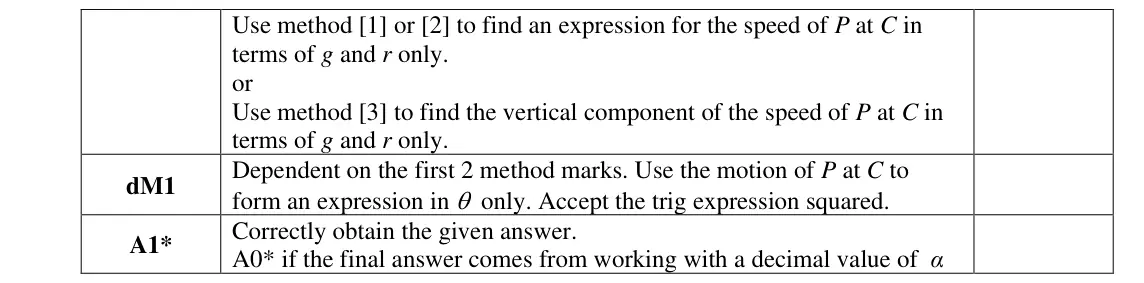 Use method [1] or [2] to find an expression for the speed of P at C in
terms of g and r only.
or
Use method [3] to find the vertical component of the speed of P at C in
terms of g and r only.
dM1
Dependent on the first 2 method marks. Use the motion of P at C to
form an expression in θ only. Accept the trig expression squared.
A1*
Correctly obtain the given answer.
A0* if the final answer comes from working with a decimal value of α